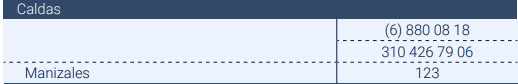 Caldas
(6) 880 08 18
310 426 79 06
Manizales 123